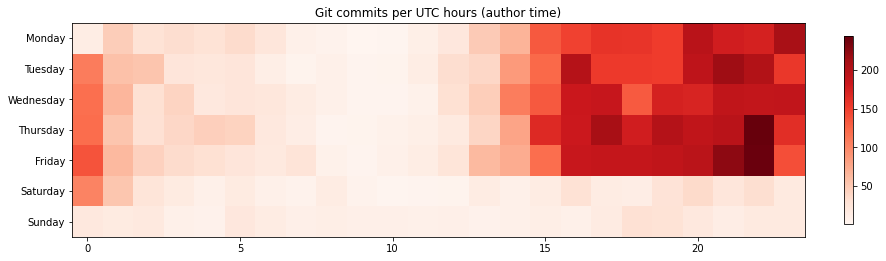 Git commits per UTC hours (author time)
Monday
Tuesday
Wednesday
Thursday
Friday
Saturday
Sunday
0 5 10 15 20
200
150
100
50